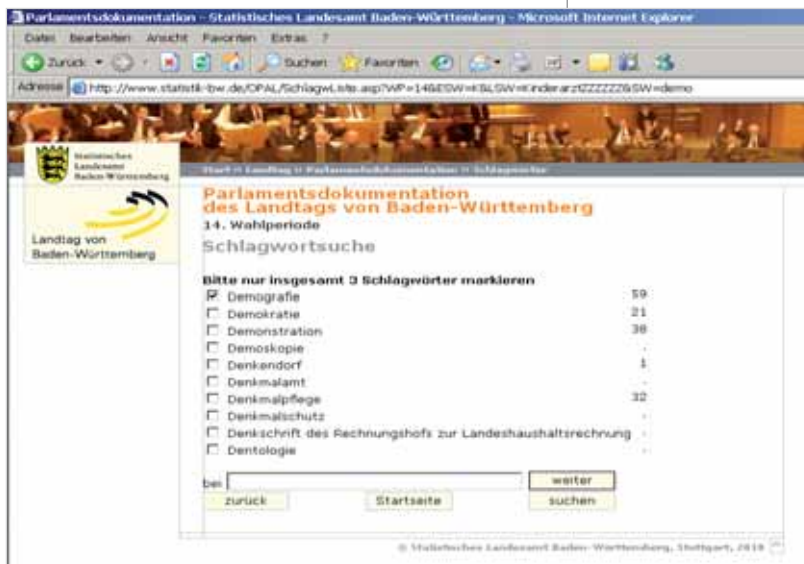 Parlamentsdokumentation - Statistisches Landesamt Baden-Württemberg - Microsoft Internet Explorer
Datei Bearbeiten Ansicht Favoriten Extras ?
Zurück Suchen Favoriten
Adresse http://www.statistik-bw.de/OPAL/SchlagwListe.asp?WP=14&ESW=K&LSW=KinderarztZZZZZZ&SW=demo
Statistisches
Landesamt
Baden-Württemberg
Start » Landtag » Parlamentsdokumentation » Schlagwörter
Landtag von
Baden-Württemberg
Parlamentsdokumentation
des Landtags von Baden-Württemberg
14. Wahlperiode
Schlagwortsuche
Bitte nur insgesamt 3 Schlagwörter markieren
Demografie 59
Demokratie 21
Demonstration 38
Demoskopie .
Denkendorf 1
Denkmalamt .
Denkmalpflege 32
Denkmalschutz .
Denkschrift des Rechnungshofs zur Landeshaushaltsrechnung .
Dentologie .
bei weiter
zurück Startseite suchen
© Statistisches Landesamt Baden-Württemberg, Stuttgart, 2010